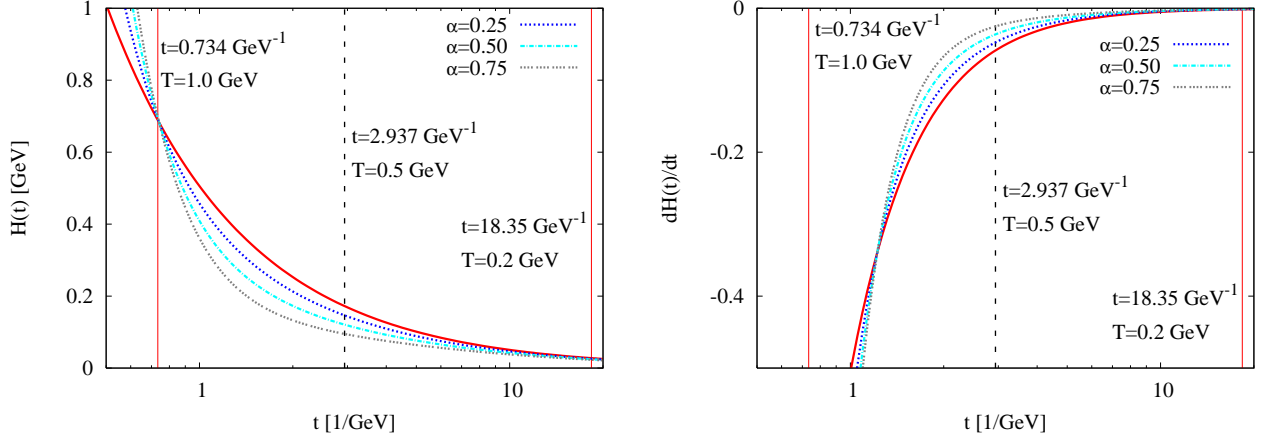 1
0.8
0.6
0.4
0.2
0
H(t) [GeV]
1
10
t [1/GeV]
t=0.734 GeV⁻¹
T=1.0 GeV
α=0.25
α=0.50
α=0.75
t=2.937 GeV⁻¹
T=0.5 GeV
t=18.35 GeV⁻¹
T=0.2 GeV
0
-0.2
-0.4
dH(t)/dt
1
10
t [1/GeV]
t=0.734 GeV⁻¹
T=1.0 GeV
α=0.25
α=0.50
α=0.75
t=2.937 GeV⁻¹
T=0.5 GeV
t=18.35 GeV⁻¹
T=0.2 GeV